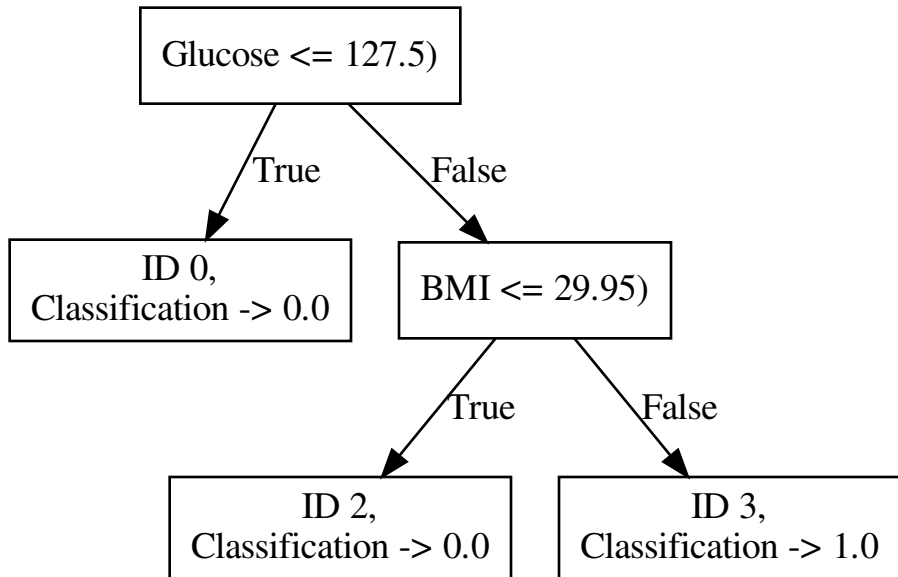 Glucose <= 127.5)
True
False
ID 0,
Classification -> 0.0
BMI <= 29.95)
True
False
ID 2,
Classification -> 0.0
ID 3,
Classification -> 1.0